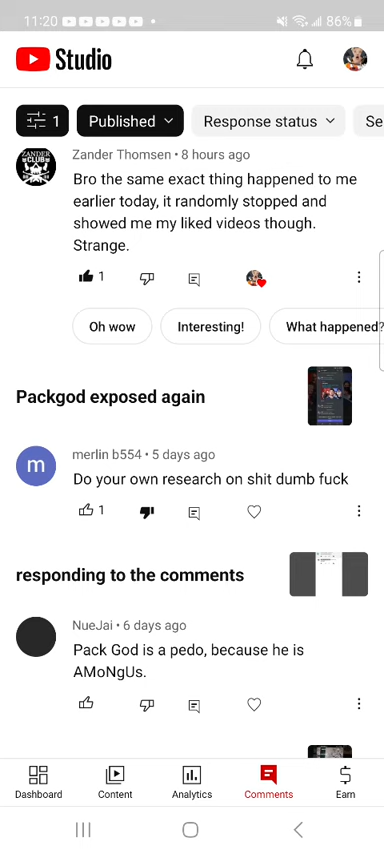 11:20
86%
Studio
1
Published
Response status
Se
ZANDER
CLUB
Zander Thomsen • 8 hours ago
Bro the same exact thing happened to me
earlier today, it randomly stopped and
showed me my liked videos though.
Strange.
1
Oh wow
Interesting!
What happened?
Packgod exposed again
m
merlin b554 • 5 days ago
Do your own research on shit dumb fuck
1
responding to the comments
NueJai • 6 days ago
Pack God is a pedo, because he is
AMoNgUs.
Dashboard
Content
Analytics
Comments
Earn